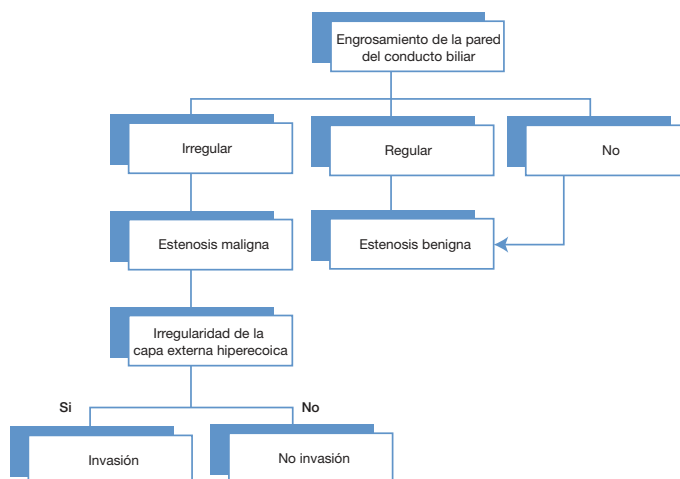 Engrosamiento de la pared
del conducto biliar
Irregular
Regular
No
Estenosis maligna
Estenosis benigna
Irregularidad de la
capa externa hiperecoica
Si
No
Invasión
No invasión